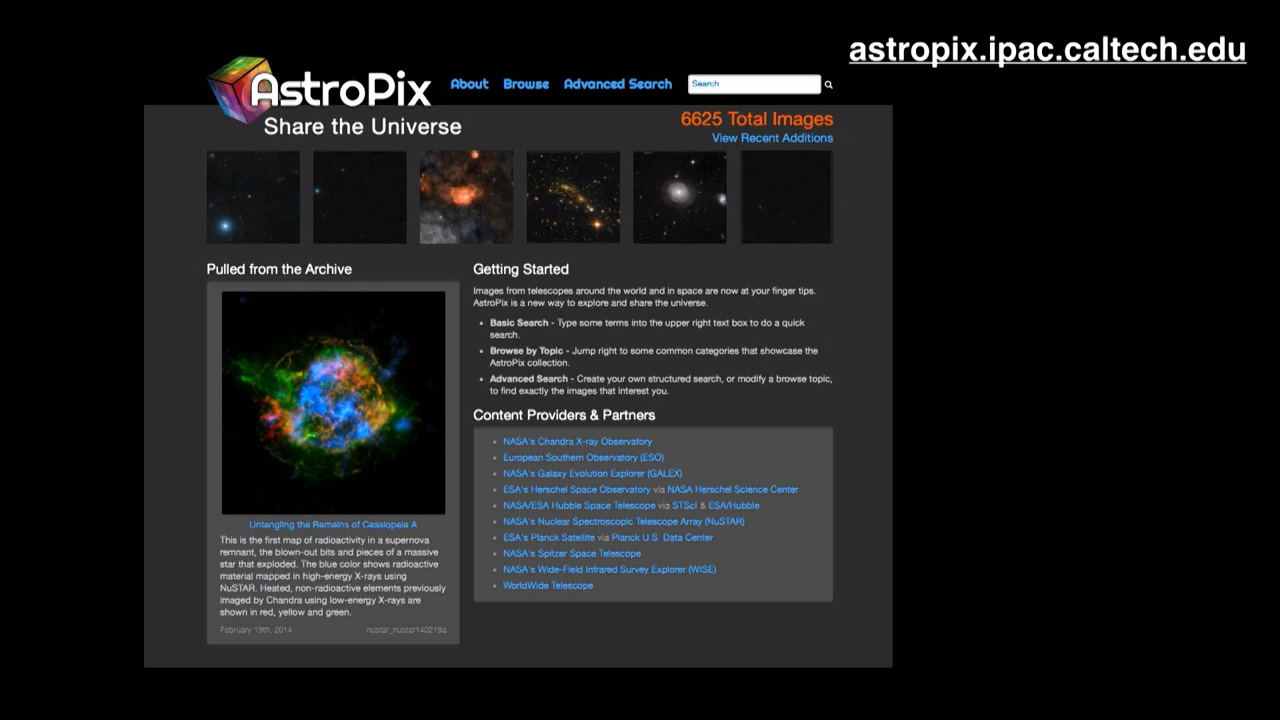 astropix.ipac.caltech.edu
AstroPix
About Browse Advanced Search
Search
Share the Universe
6625 Total Images
View Recent Additions
Pulled from the Archive
Untangling the Remains of Cassiopeia A
This is the first map of radioactivity in a supernova
remnant, the blown-out bits and pieces of a massive
star that exploded. The blue color shows radioactive
material mapped in high-energy X-rays using
NuSTAR. Heated, non-radioactive elements previously
imaged by Chandra using low-energy X-rays are
shown in red, yellow and green.
February 19th, 2014 nustar_nustar140219a
Getting Started
Images from telescopes around the world and in space are now at your finger tips.
AstroPix is a new way to explore and share the universe.
• Basic Search - Type some terms into the upper right text box to do a quick
search.
• Browse by Topic - Jump right to some common categories that showcase the
AstroPix collection.
• Advanced Search - Create your own structured search, or modify a browse topic,
to find exactly the images that interest you.
Content Providers & Partners
• NASA's Chandra X-ray Observatory
• European Southern Observatory (ESO)
• NASA's Galaxy Evolution Explorer (GALEX)
• ESA's Herschel Space Observatory via NASA Herschel Science Center
• NASA/ESA Hubble Space Telescope via STScI & ESA/Hubble
• NASA's Nuclear Spectroscopic Telescope Array (NuSTAR)
• ESA's Planck Satellite via Planck U.S. Data Center
• NASA's Spitzer Space Telescope
• NASA's Wide-Field Infrared Survey Explorer (WISE)
• WorldWide Telescope